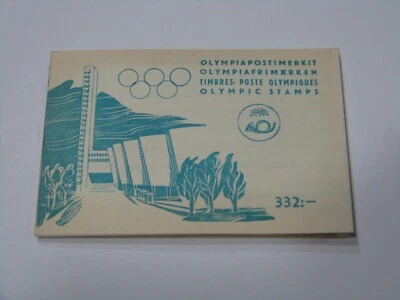 OLYMPIAPOSTIMERKIT
OLYMPIAFRIMÄRKEN
TIMBRES-POSTE OLYMPIQUES
OLYMPIC STAMPS
332:-